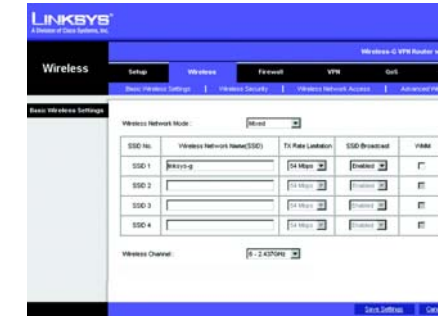 LINKSYS®
A Division of Cisco Systems, Inc.
Wireless-G VPN Router
Wireless
Setup Wireless Firewall VPN QoS
Basic Wireless Settings | Wireless Security | Wireless Network Access | Advanced
Basic Wireless Settings
Wireless Network Mode: Mixed
SSID No. Wireless Network Name(SSID) TX Rate Limitation SSID Broadcast WMM
SSID 1 linksys-g 54 Mbps Enabled
SSID 2 54 Mbps Enabled
SSID 3 54 Mbps Enabled
SSID 4 54 Mbps Enabled
Wireless Channel: 6 - 2.437GHz
Save Settings